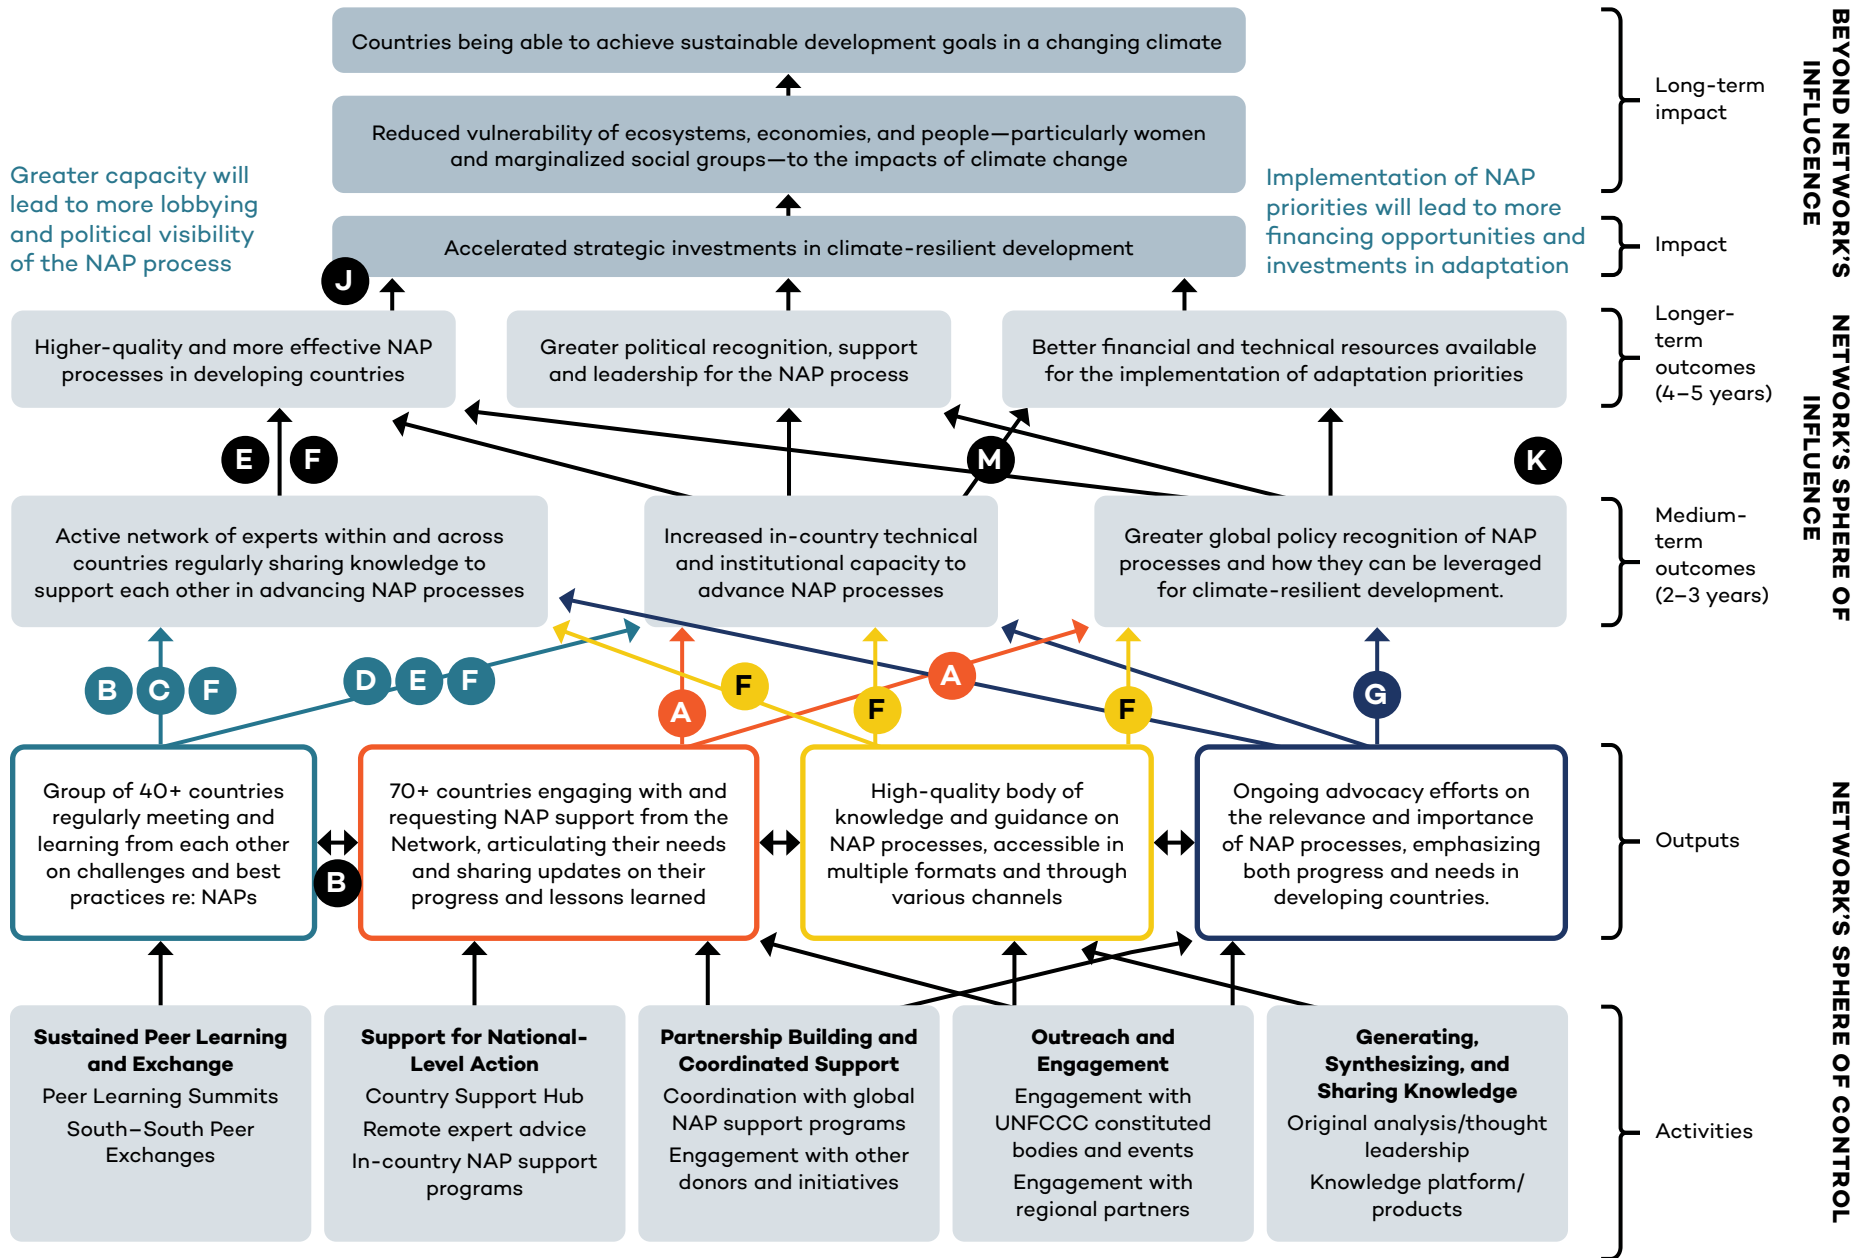 Countries being able to achieve sustainable development goals in a changing climate
Reduced vulnerability of ecosystems, economies, and people—particularly women
and marginalized social groups—to the impacts of climate change
Long-term
impact
Greater capacity will
lead to more lobbying
and political visibility
of the NAP process
Accelerated strategic investments in climate-resilient development
Implementation of NAP
priorities will lead to more
financing opportunities and
investments in adaptation
Impact
BEYOND NETWORK'S
INFLUCENCE
J
Higher-quality and more effective NAP
processes in developing countries
Greater political recognition, support
and leadership for the NAP process
Better financial and technical resources available
for the implementation of adaptation priorities
Longer-
term
outcomes
(4–5 years)
E
F
M
K
Active network of experts within and across
countries regularly sharing knowledge to
support each other in advancing NAP processes
Increased in-country technical
and institutional capacity to
advance NAP processes
Greater global policy recognition of NAP
processes and how they can be leveraged
for climate-resilient development.
Medium-
term
outcomes
(2–3 years)
NETWORK'S SPHERE OF
INFLUENCE
B
C
F
D
E
F
A
F
F
A
F
G
Group of 40+ countries
regularly meeting and
learning from each other
on challenges and best
practices re: NAPs
B
70+ countries engaging with and
requesting NAP support from the
Network, articulating their needs
and sharing updates on their
progress and lessons learned
High-quality body of
knowledge and guidance on
NAP processes, accessible in
multiple formats and through
various channels
Ongoing advocacy efforts on
the relevance and importance
of NAP processes, emphasizing
both progress and needs in
developing countries.
Outputs
Sustained Peer Learning
and Exchange
Peer Learning Summits
South–South Peer
Exchanges
Support for National-
Level Action
Country Support Hub
Remote expert advice
In-country NAP support
programs
Partnership Building and
Coordinated Support
Coordination with global
NAP support programs
Engagement with other
donors and initiatives
Outreach and
Engagement
Engagement with
UNFCCC constituted
bodies and events
Engagement with
regional partners
Generating,
Synthesizing, and
Sharing Knowledge
Original analysis/thought
leadership
Knowledge platform/
products
Activities
NETWORK'S SPHERE OF CONTROL